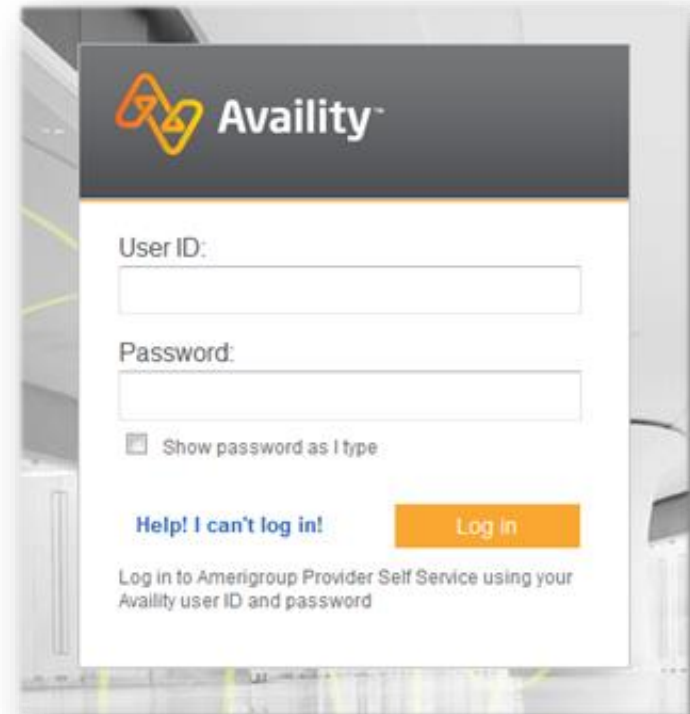 Availity™
User ID:
Password:
Show password as I type
Help! I can't log in!
Log in
Log in to Amerigroup Provider Self Service using your
Availity user ID and password